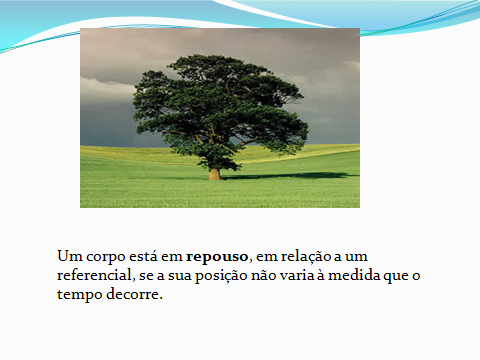 Um corpo está em repouso, em relação a um
referencial, se a sua posição não varia à medida que o
tempo decorre.